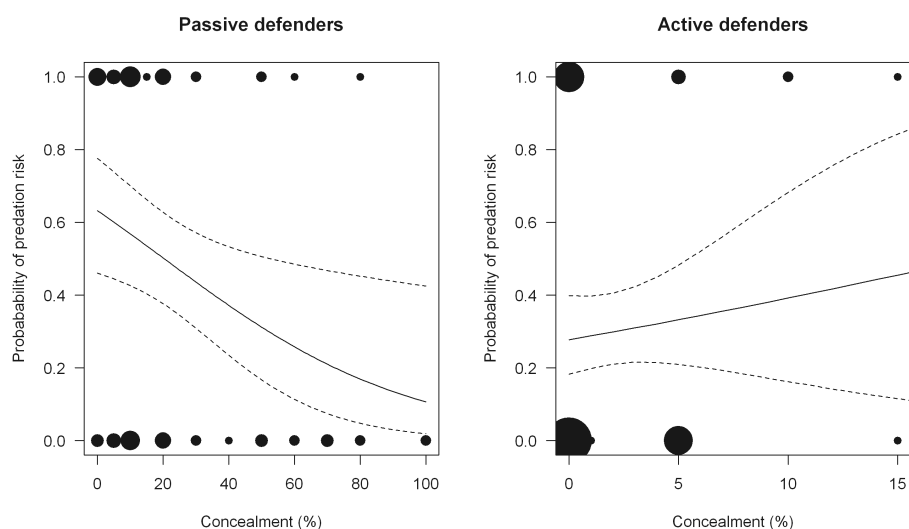 Passive defenders
Probabability of predation risk
1.0
0.8
0.6
0.4
0.2
0.0
0 20 40 60 80 100
Concealment (%)
Active defenders
Probabability of predation risk
1.0
0.8
0.6
0.4
0.2
0.0
0 5 10 15
Concealment (%)